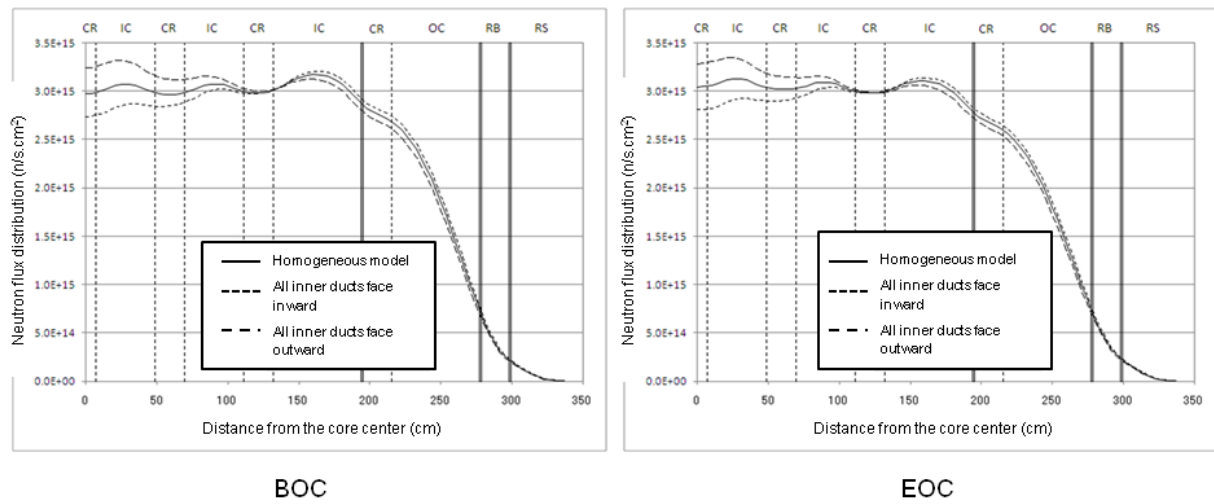 CR IC CR IC CR IC CR OC RB RS
3.5E+15
3.0E+15
2.5E+15
2.0E+15
1.5E+15
1.0E+15
5.0E+14
0.0E+00
Neutron flux distribution (n/s.cm²)
Homogeneous model
All inner ducts face
inward
All inner ducts face
outward
0 50 100 150 200 250 300 350
Distance from the core center (cm)
BOC
CR IC CR IC CR IC CR OC RB RS
3.5E+15
3.0E+15
2.5E+15
2.0E+15
1.5E+15
1.0E+15
5.0E+14
0.0E+00
Neutron flux distribution (n/s.cm²)
Homogeneous model
All inner ducts face
inward
All inner ducts face
outward
0 50 100 150 200 250 300 350
Distance from the core center (cm)
EOC